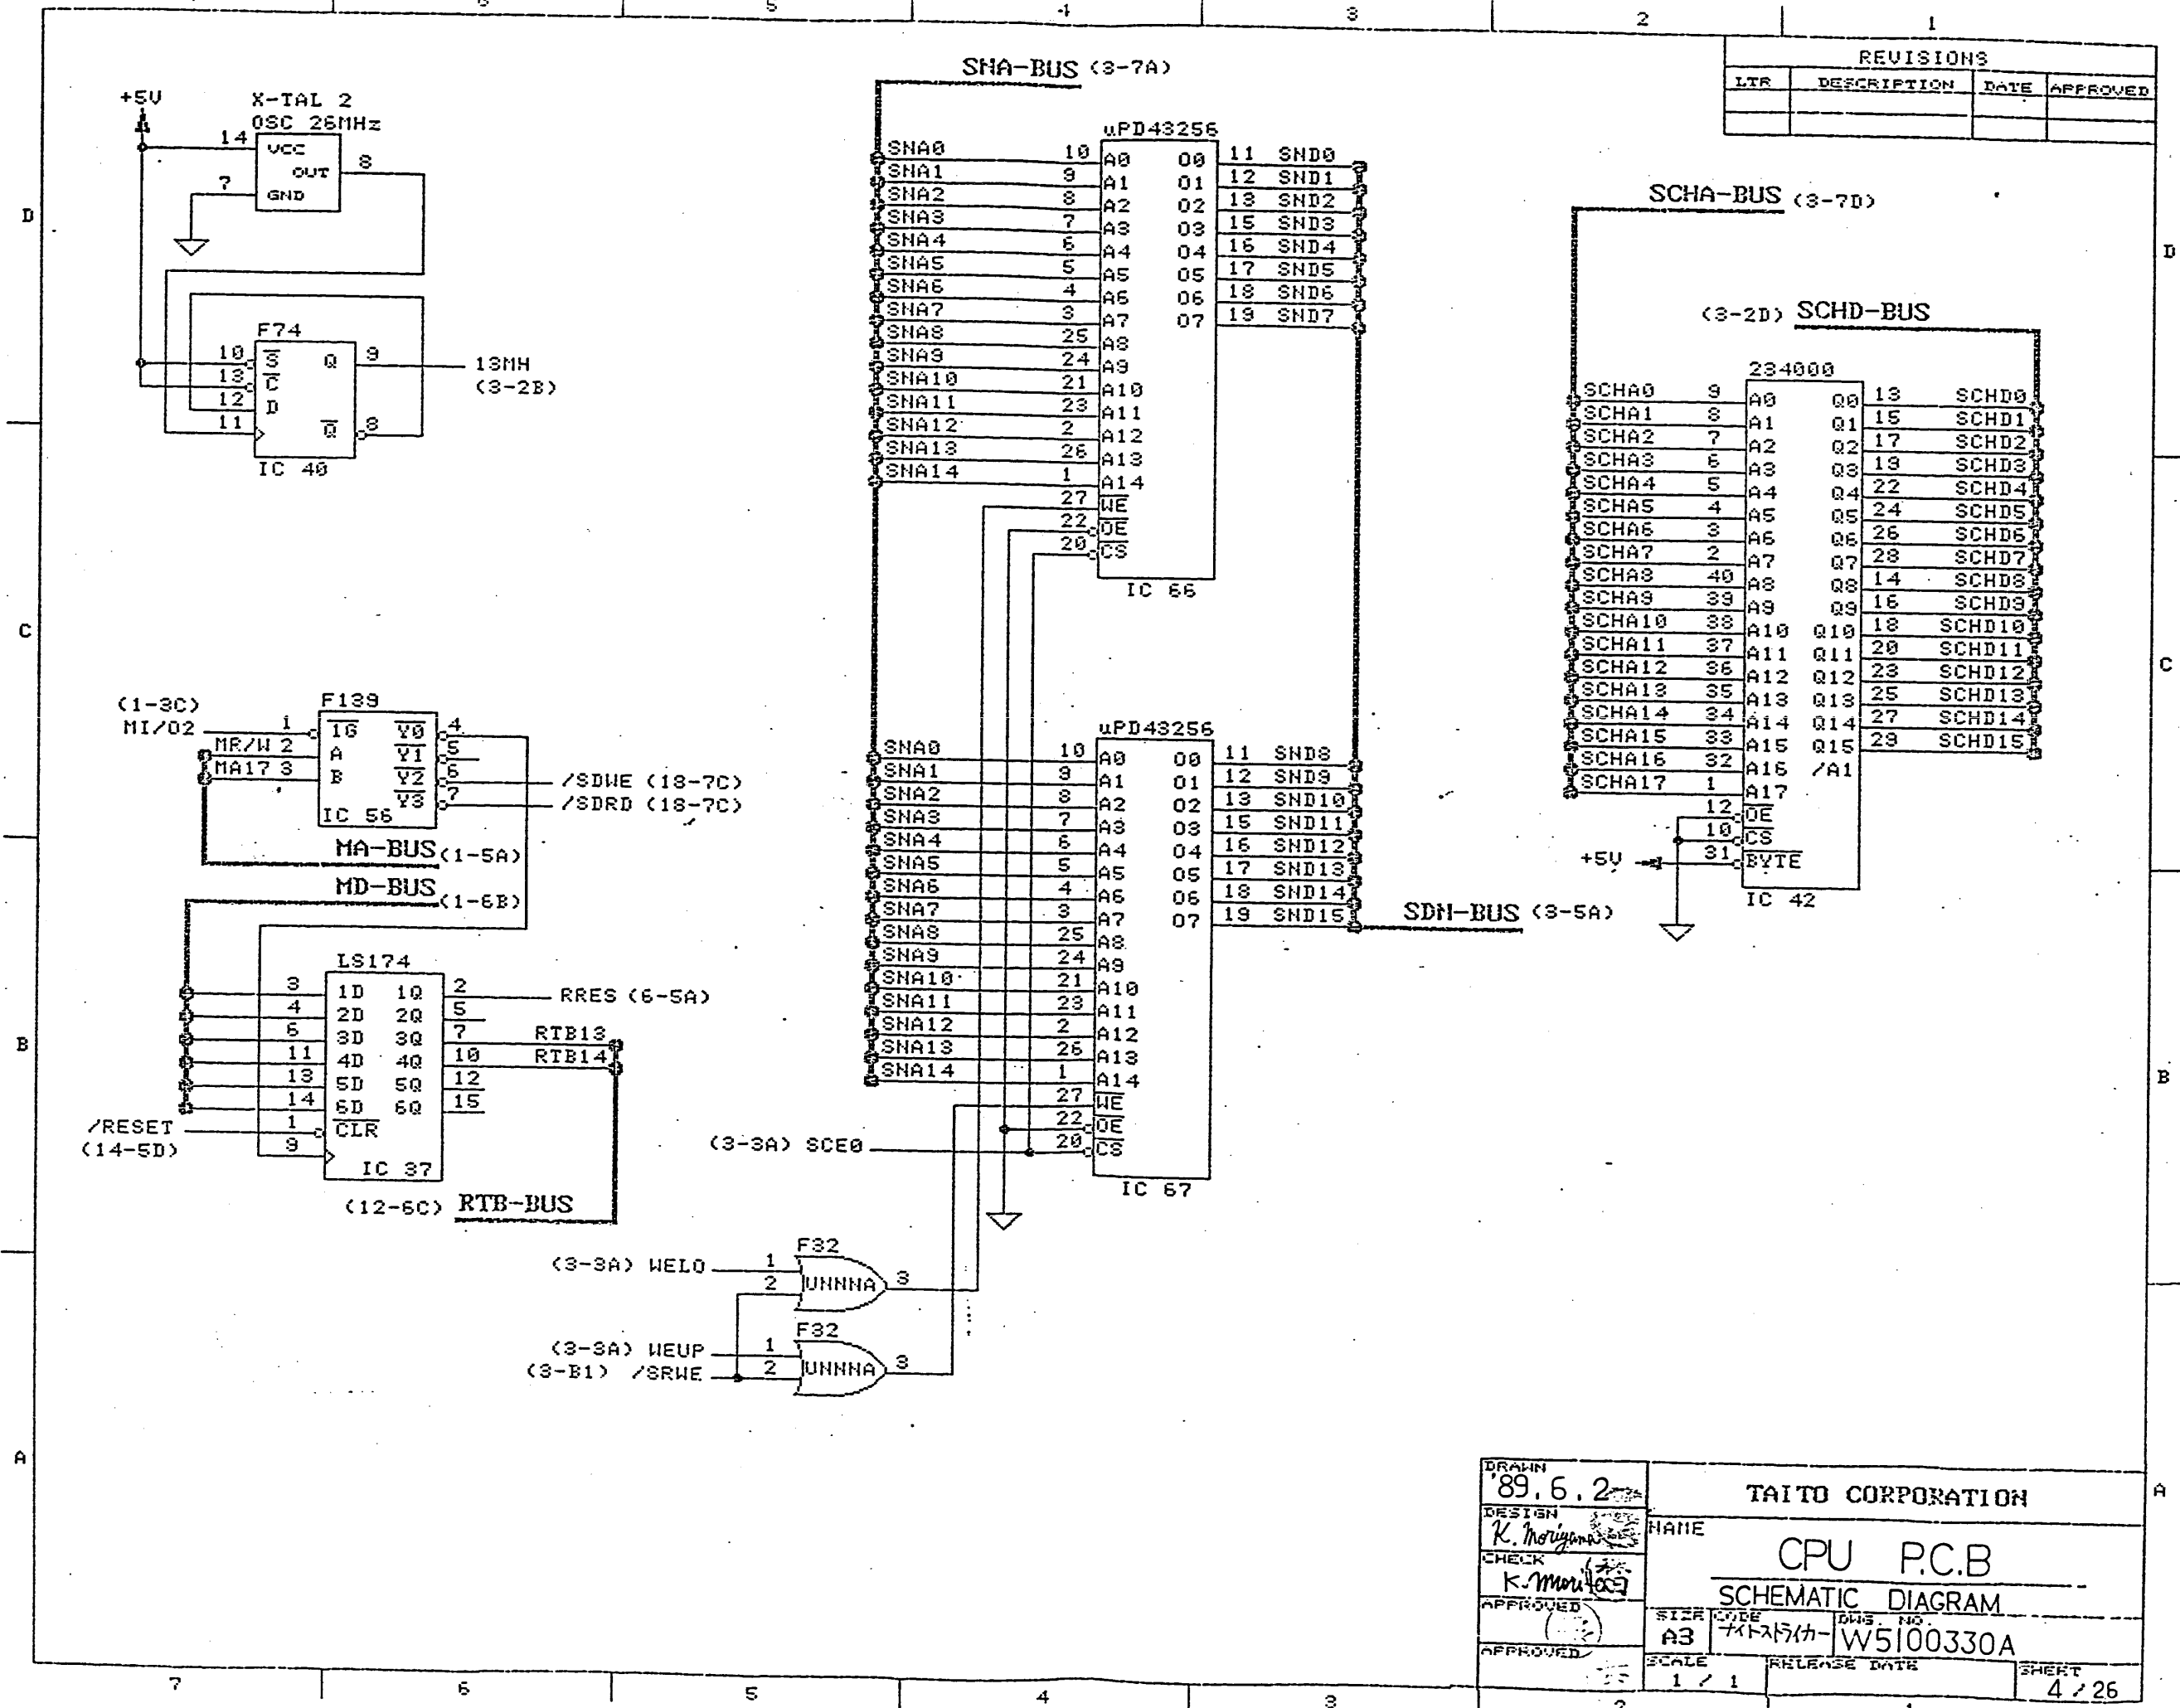 6
5
4
3
2
1
REVISIONS
LTR DESCRIPTION DATE APPROVED
+5V
X-TAL 2
OSC 26MHz
14 VCC
OUT 8
7 GND
F74
10 S Q 9
13 C
12 D
11 Q 8
IC 40
13MH
(3-2B)
SNA-BUS (3-7A)
uPD43256
SNA0 10 A0 O0 11 SND0
SNA1 9 A1 O1 12 SND1
SNA2 8 A2 O2 13 SND2
SNA3 7 A3 O3 15 SND3
SNA4 6 A4 O4 16 SND4
SNA5 5 A5 O5 17 SND5
SNA6 4 A6 O6 18 SND6
SNA7 3 A7 O7 19 SND7
SNA8 25 A8
SNA9 24 A9
SNA10 21 A10
SNA11 23 A11
SNA12 2 A12
SNA13 26 A13
SNA14 1 A14
27 WE
22 OE
20 CS
IC 66
SCHA-BUS (3-7D)
(3-2D) SCHD-BUS
234000
SCHA0 9 A0 Q0 13 SCHD0
SCHA1 8 A1 Q1 15 SCHD1
SCHA2 7 A2 Q2 17 SCHD2
SCHA3 6 A3 Q3 19 SCHD3
SCHA4 5 A4 Q4 22 SCHD4
SCHA5 4 A5 Q5 24 SCHD5
SCHA6 3 A6 Q6 26 SCHD6
SCHA7 2 A7 Q7 28 SCHD7
SCHA8 40 A8 Q8 14 SCHD8
SCHA9 39 A9 Q9 16 SCHD9
SCHA10 38 A10 Q10 18 SCHD10
SCHA11 37 A11 Q11 20 SCHD11
SCHA12 36 A12 Q12 23 SCHD12
SCHA13 35 A13 Q13 25 SCHD13
SCHA14 34 A14 Q14 27 SCHD14
SCHA15 33 A15 Q15 29 SCHD15
SCHA16 32 A16 /A1
SCHA17 1 A17
12 OE
10 CS
+5V 31 BYTE
IC 42
(1-3C)
MI/O2
F139
1 1G Y0 4
MR/W 2 A Y1 5
MA17 3 B Y2 6
Y3 7
IC 56
/SDWE (18-7C)
/SDRD (18-7C)
MA-BUS (1-5A)
MD-BUS (1-6B)
LS174
3 1D 1Q 2
4 2D 2Q 5
6 3D 3Q 7
11 4D 4Q 10
13 5D 5Q 12
14 6D 6Q 15
1 CLR
9
IC 37
/RESET
(14-5D)
RRES (6-5A)
RTB13
RTB14
(12-6C) RTB-BUS
uPD43256
SNA0 10 A0 O0 11 SND8
SNA1 9 A1 O1 12 SND9
SNA2 8 A2 O2 13 SND10
SNA3 7 A3 O3 15 SND11
SNA4 6 A4 O4 16 SND12
SNA5 5 A5 O5 17 SND13
SNA6 4 A6 O6 18 SND14
SNA7 3 A7 O7 19 SND15
SNA8 25 A8
SNA9 24 A9
SNA10 21 A10
SNA11 23 A11
SNA12 2 A12
SNA13 26 A13
SNA14 1 A14
27 WE
22 OE
20 CS
IC 67
SDN-BUS (3-5A)
(3-3A) SCE0
F32
(3-3A) WELO 1
2 UNNNA 3
F32
(3-3A) WEUP 1
(3-B1) /SRWE 2 UNNNA 3
D
C
B
A
D
C
B
A
DRAWN
'89.6.2
DESIGN
K. Moriyama
CHECK
APPROVED
APPROVED
TAITO CORPORATION
NAME
CPU P.C.B
SCHEMATIC DIAGRAM
SIZE A3
CODE ナイトストライカー
DWG. NO. W5100330A
SCALE 1 / 1
RELEASE DATE
SHEET 4 / 26
7
6
5
4
3
2
1